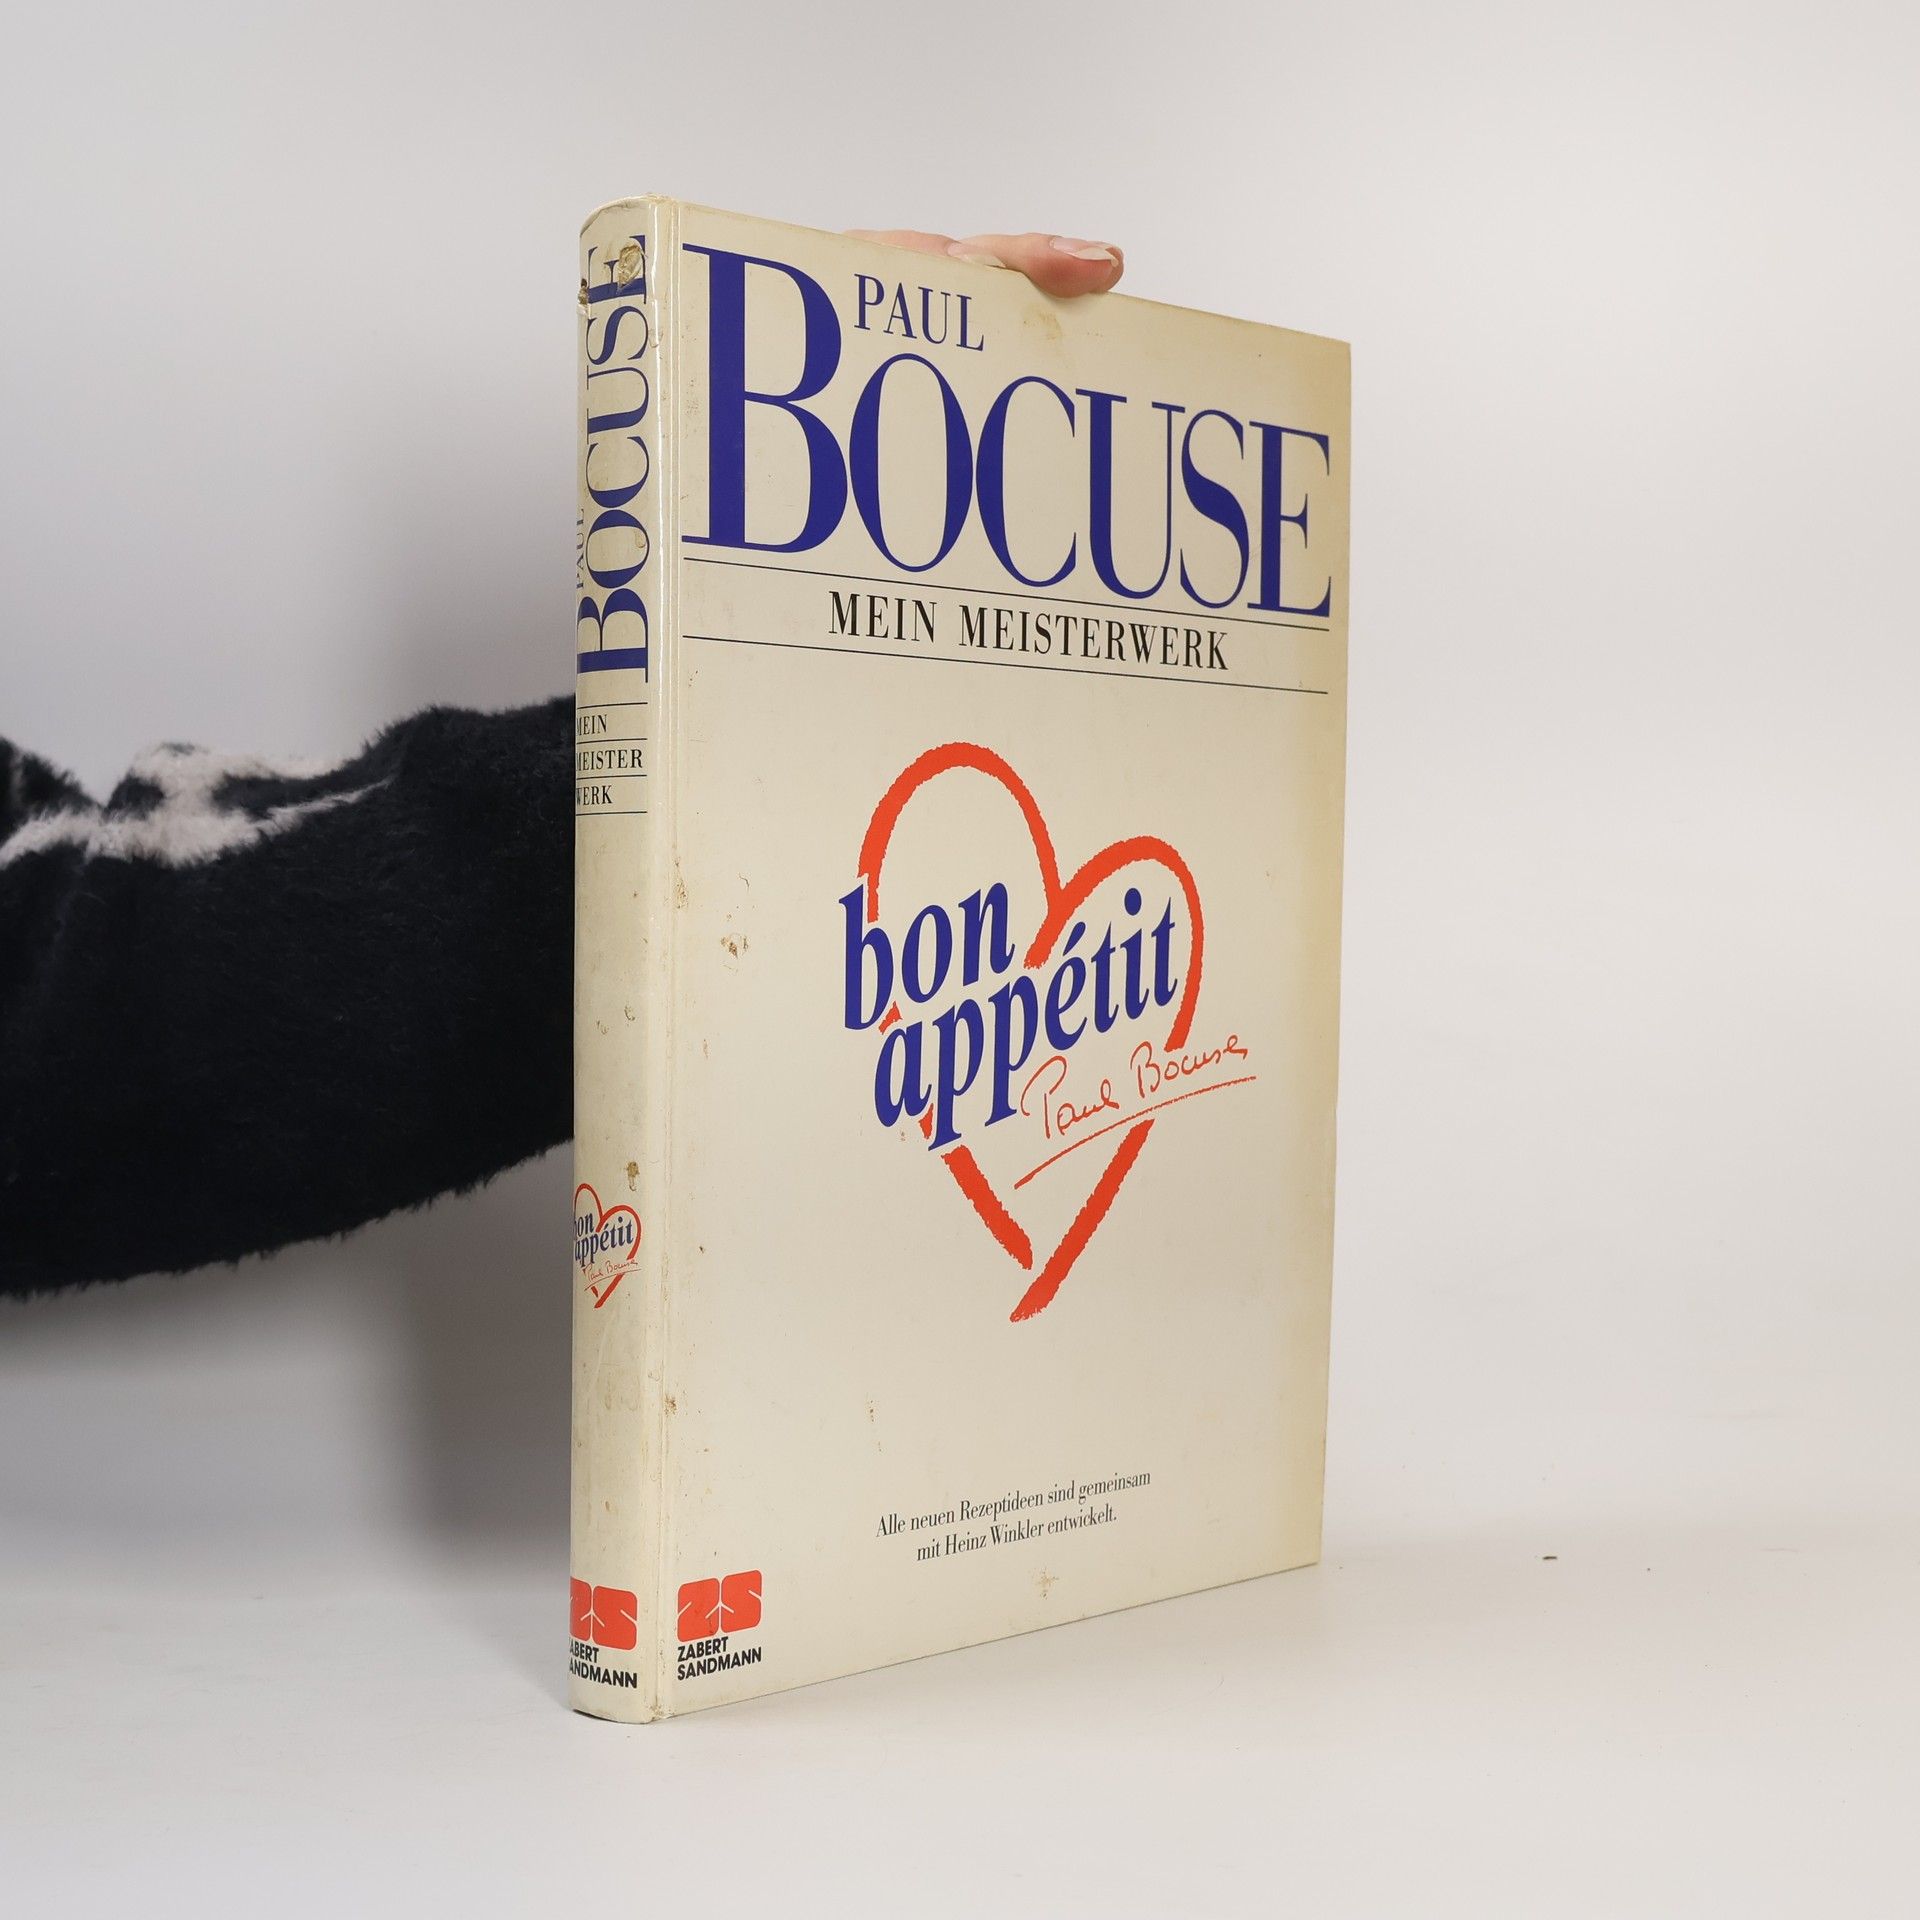 PAUL
BOCUSE
MEIN MEISTERWERK
bon
appétit
Paul Bocuse
Alle neuen Rezeptideen sind gemeinsam
mit Heinz Winkler entwickelt.
ZS
ZABERT
SANDMANN
PAUL
BOCUSE
MEIN
MEISTER
WERK
bon
appétit
Paul Bocuse
ZS
ZABERT
SANDMANN